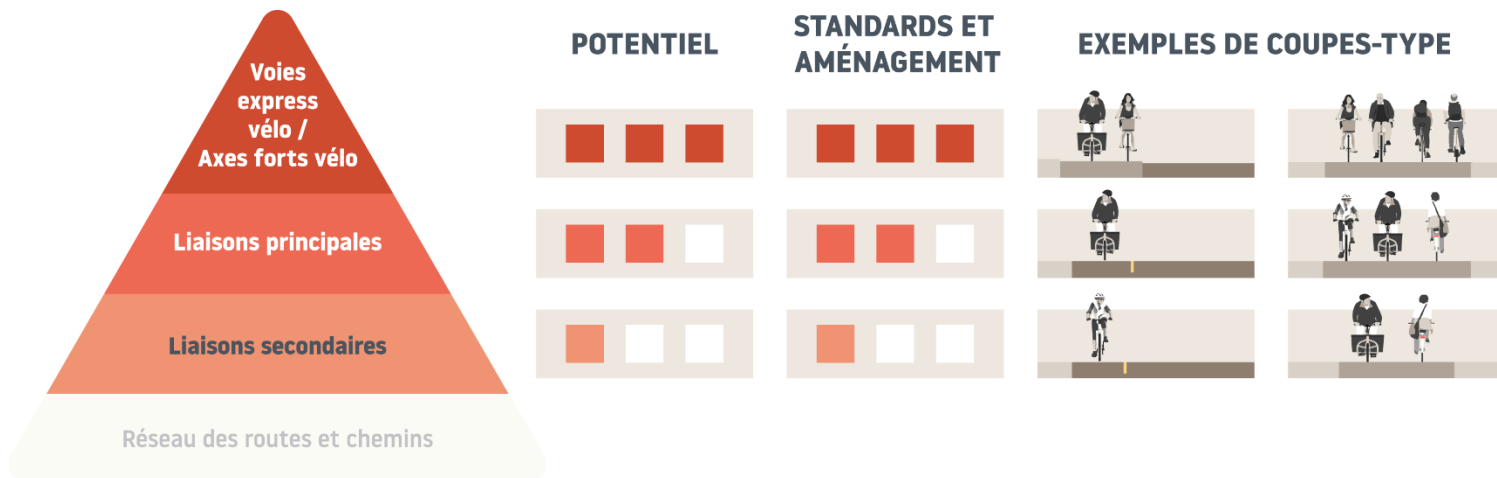 Voies
express
vélo /
Axes forts vélo
Liaisons principales
Liaisons secondaires
Réseau des routes et chemins
POTENTIEL
STANDARDS ET
AMÉNAGEMENT
EXEMPLES DE COUPES-TYPE